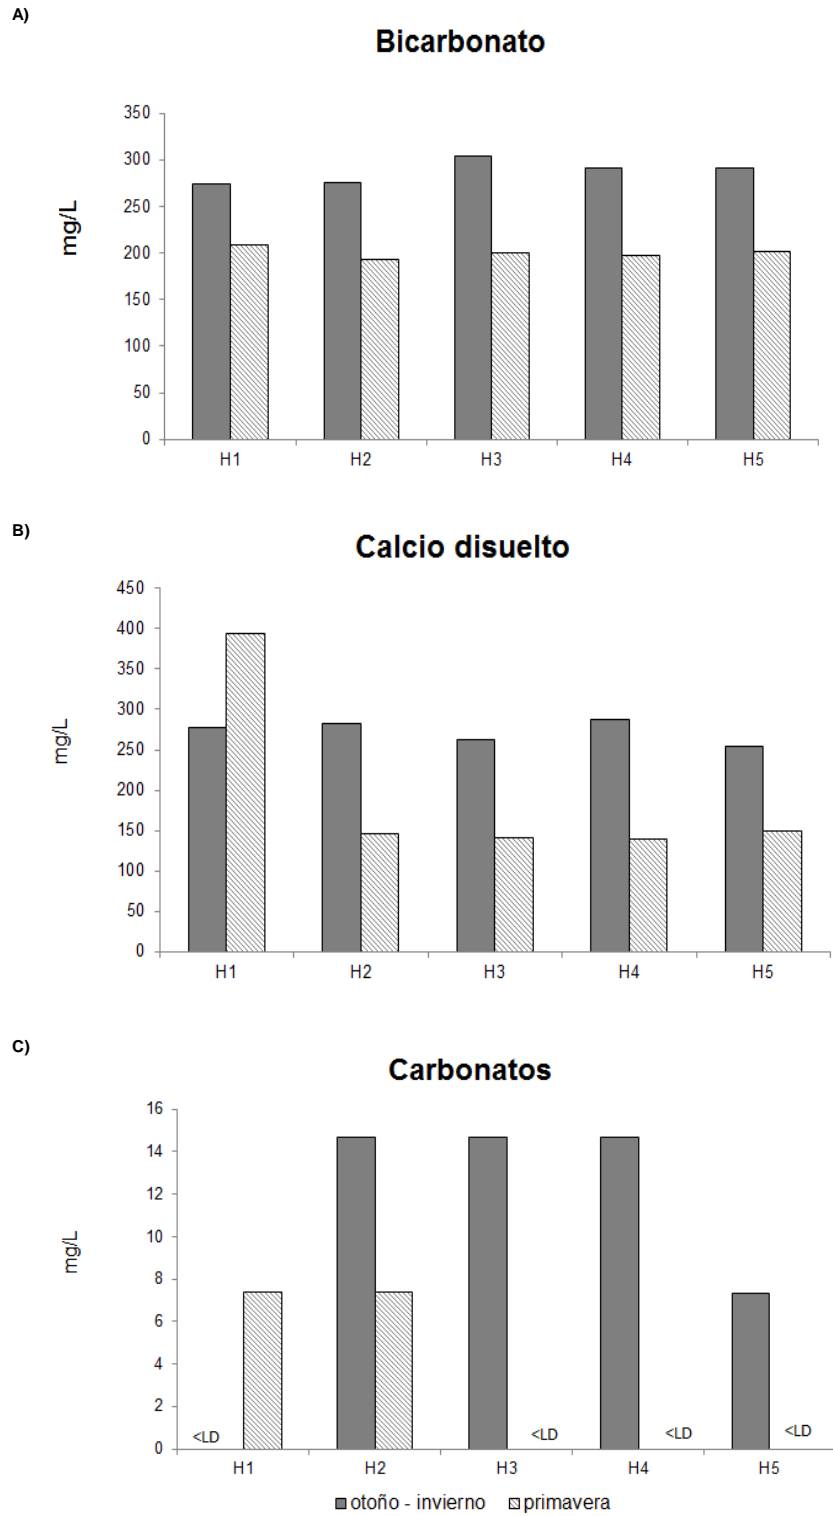 A)
Bicarbonato
350
300
250
200
150
100
50
0
mg/L
H1 H2 H3 H4 H5
B)
Calcio disuelto
450
400
350
300
250
200
150
100
50
0
mg/L
H1 H2 H3 H4 H5
C)
Carbonatos
16
14
12
10
8
6
4
2
0
mg/L
<LD <LD <LD <LD
H1 H2 H3 H4 H5
otoño - invierno primavera